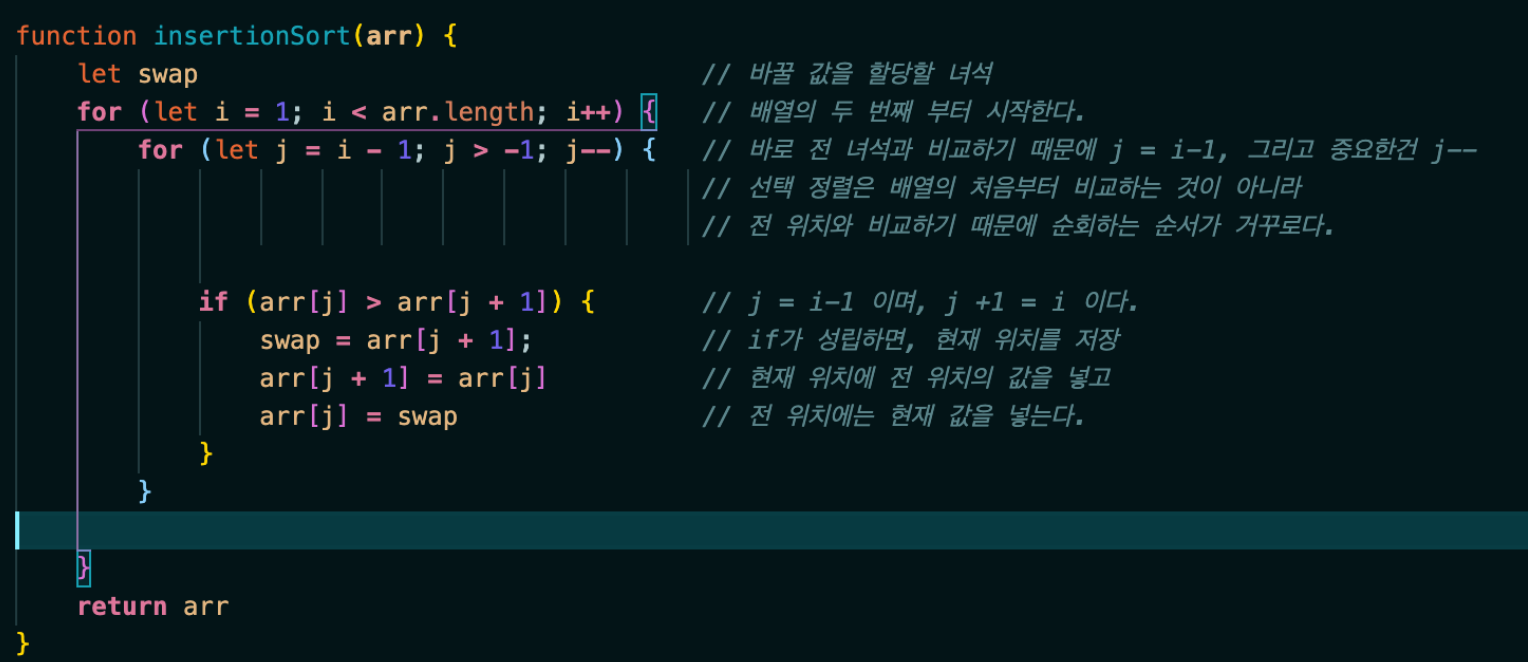 function insertionSort(arr) {
    let swap                                 // 바꿀 값을 할당할 녀석
    for (let i = 1; i < arr.length; i++) {   // 배열의 두 번째 부터 시작한다.
        for (let j = i - 1; j > -1; j--) {   // 바로 전 녀석과 비교하기 때문에 j = i-1, 그리고 중요한건 j--
                                             // 선택 정렬은 배열의 처음부터 비교하는 것이 아니라
                                             // 전 위치와 비교하기 때문에 순회하는 순서가 거꾸로다.
            if (arr[j] > arr[j + 1]) {       // j = i-1 이며, j +1 = i 이다.
                swap = arr[j + 1];           // if가 성립하면, 현재 위치를 저장
                arr[j + 1] = arr[j]          // 현재 위치에 전 위치의 값을 넣고
                arr[j] = swap                // 전 위치에는 현재 값을 넣는다.
            }
        }
    }
    return arr
}